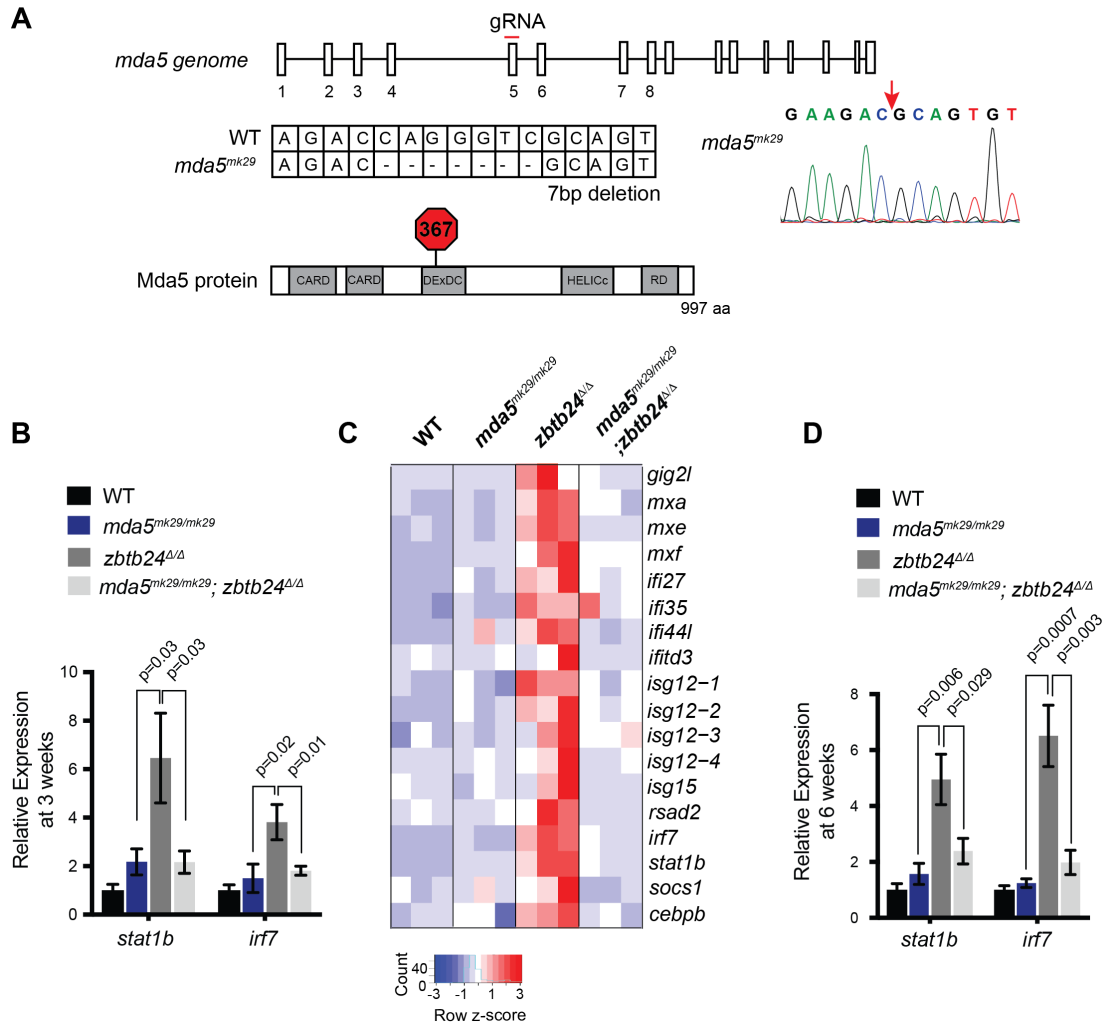 A
gRNA
mda5 genome
1 2 3 4 5 6 7 8
GAAGACGCAGTGT
mda5mk29
WT AGACCAGGGTCGCAGT
mda5mk29 AGAC-------GCAGT
7bp deletion
367
Mda5 protein
CARD CARD DExDC HELICc RD
997 aa
B
WT
mda5mk29/mk29
zbtb24Δ/Δ
mda5mk29/mk29; zbtb24Δ/Δ
Relative Expression
at 3 weeks
10
8
6
4
2
0
p=0.03
p=0.03
p=0.02
p=0.01
stat1b
irf7
C
WT
mda5mk29/mk29
zbtb24Δ/Δ
mda5mk29/mk29
;zbtb24Δ/Δ
gig2l
mxa
mxe
mxf
ifi27
ifi35
ifi44l
ifitd3
isg12−1
isg12−2
isg12−3
isg12−4
isg15
rsad2
irf7
stat1b
socs1
cebpb
Count
40
0
-3 -1 1 3
Row z-score
D
WT
mda5mk29/mk29
zbtb24Δ/Δ
mda5mk29/mk29; zbtb24Δ/Δ
Relative Expression
at 6 weeks
8
6
4
2
0
p=0.006
p=0.029
p=0.0007
p=0.003
stat1b
irf7